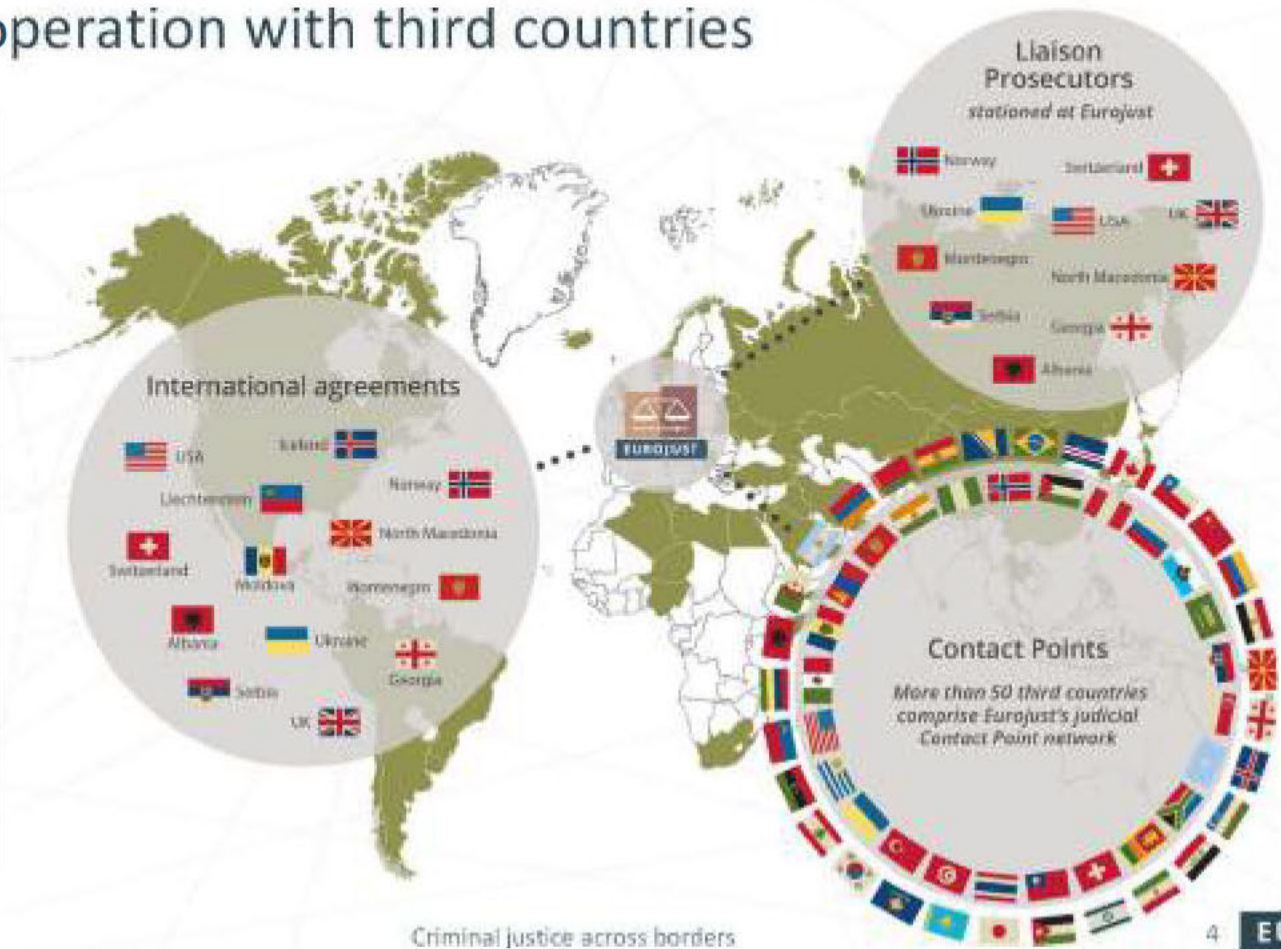 operation with third countries
Liaison
Prosecutors
stationed at Eurojust
Norway
Switzerland
Ukraine
USA
UK
Montenegro
North Macedonia
Serbia
Georgia
Albania
International agreements
USA
Iceland
Liechtenstein
Norway
North Macedonia
Switzerland
Moldova
Montenegro
Albania
Ukraine
Georgia
Serbia
UK
EUROJUST
Contact Points
More than 50 third countries
comprise Eurojust's judicial
Contact Point network
Criminal justice across borders
4